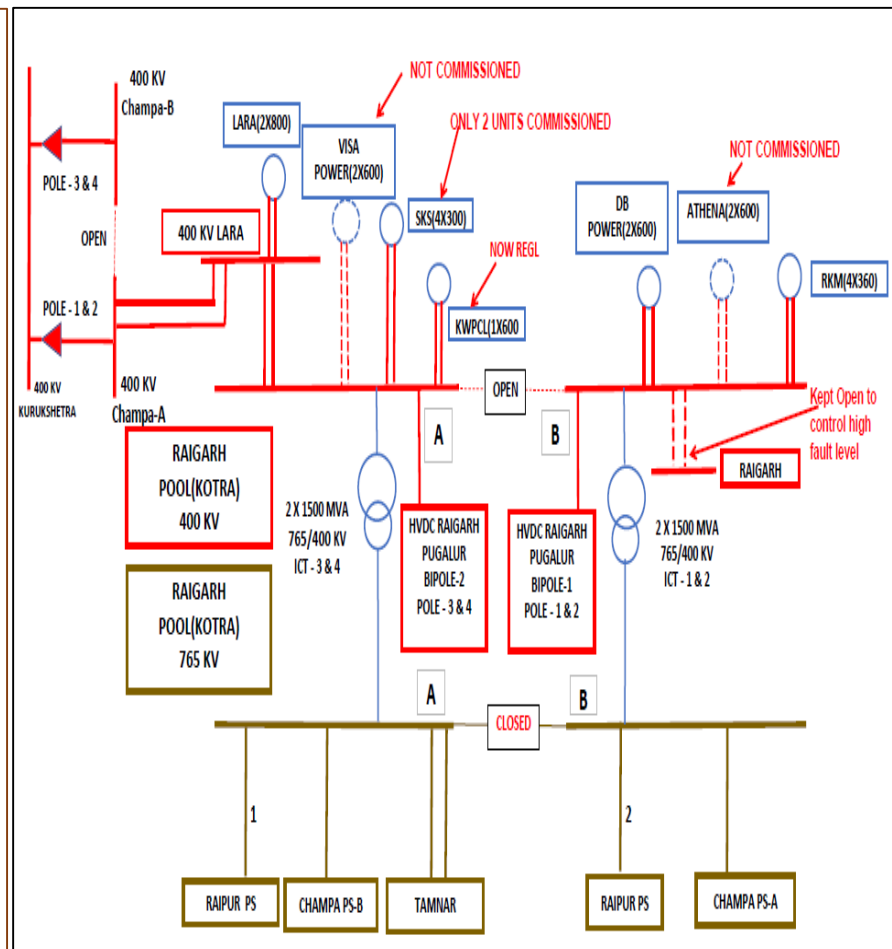 NOT COMMISSIONED
400 KV
Champa-B
LARA(2X800)
VISA
POWER(2X600)
ONLY 2 UNITS COMMISSIONED
NOT COMMISSIONED
POLE - 3 & 4
SKS(4X300)
DB
POWER(2X600)
ATHENA(2X600)
400 KV LARA
OPEN
NOW REGL
RKM(4X360)
POLE - 1 & 2
KWPCL(1X600
400 KV
KURUKSHETRA
400 KV
Champa-A
OPEN
Kept Open to
control high
fault level
A
B
RAIGARH
RAIGARH
POOL(KOTRA)
400 KV
2 X 1500 MVA
765/400 KV
ICT - 3 & 4
HVDC RAIGARH
PUGALUR
BIPOLE-2
POLE - 3 & 4
HVDC RAIGARH
PUGALUR
BIPOLE-1
POLE - 1 & 2
2 X 1500 MVA
765/400 KV
ICT - 1 & 2
RAIGARH
POOL(KOTRA)
765 KV
A
B
CLOSED
1
2
RAIPUR PS
CHAMPA PS-B
TAMNAR
RAIPUR PS
CHAMPA PS-A